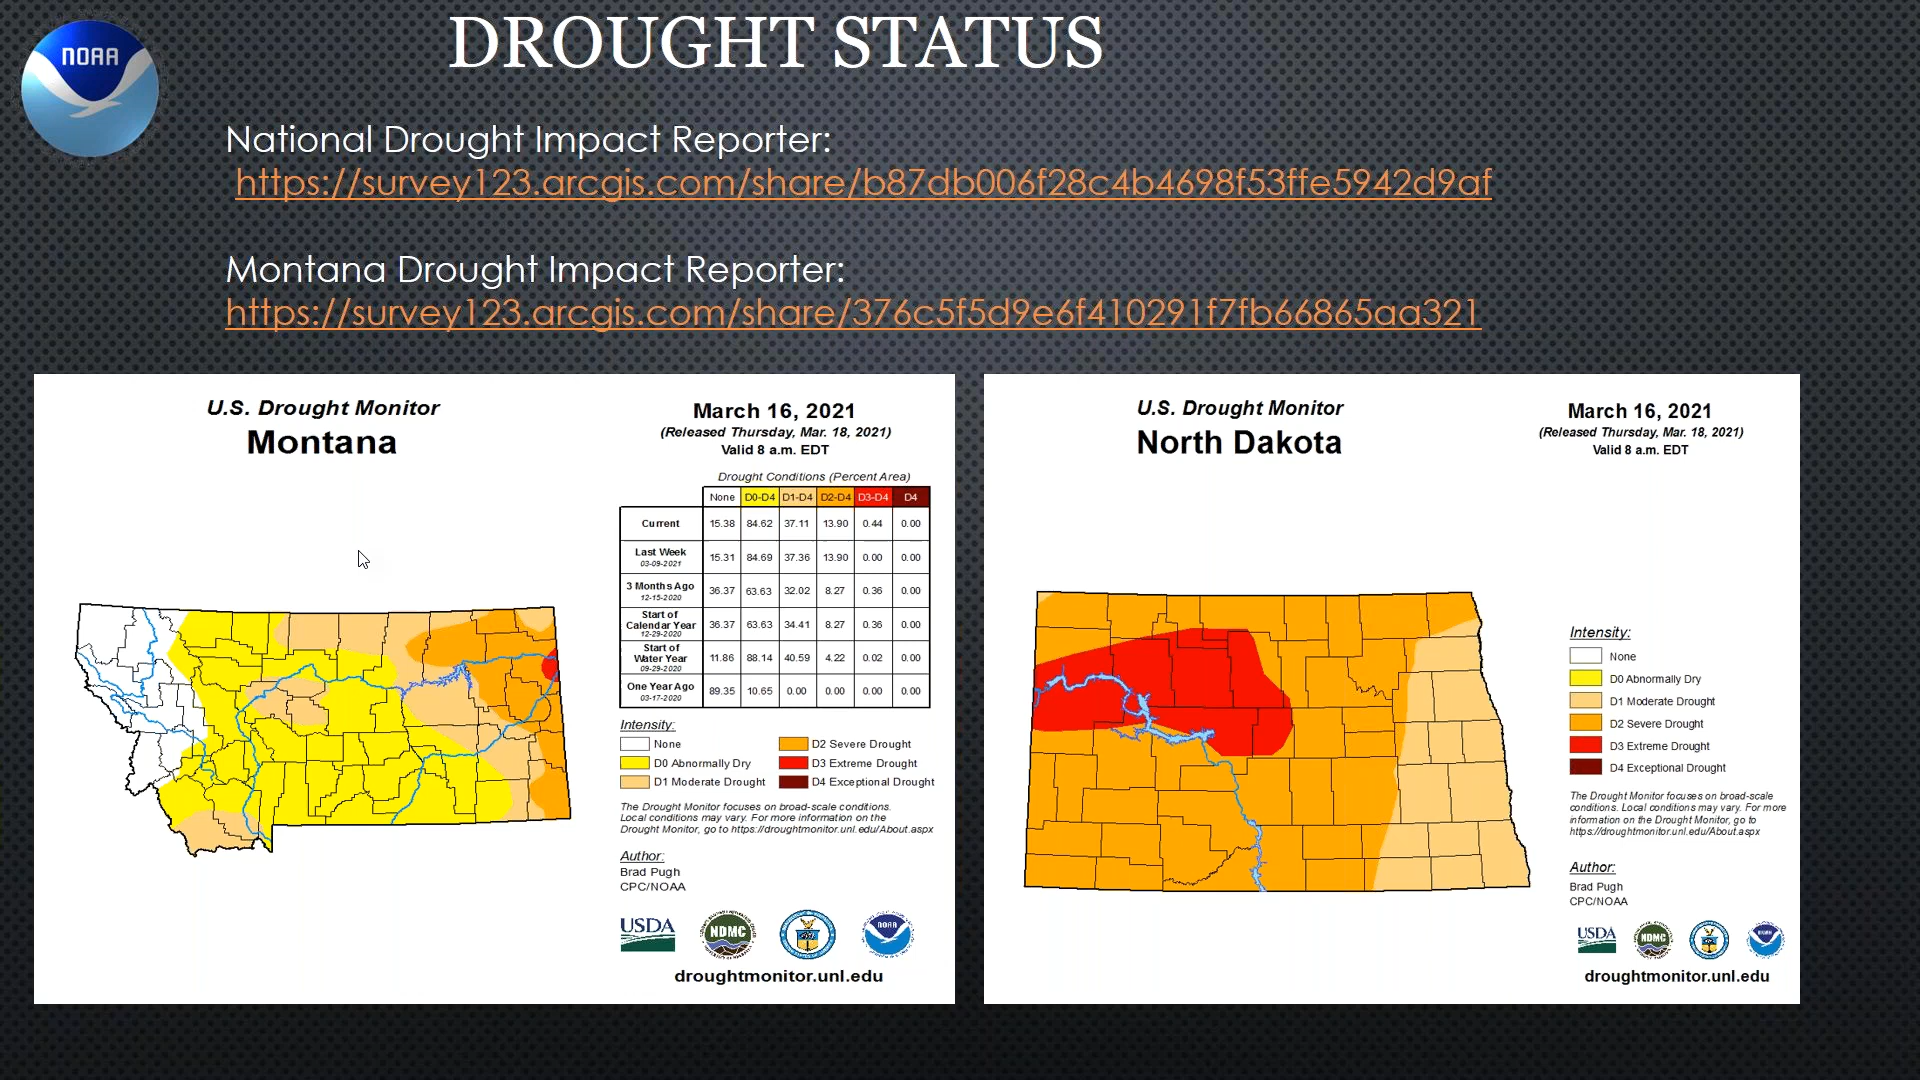 NOAA
DROUGHT STATUS
National Drought Impact Reporter:
https://survey123.arcgis.com/share/b87db006f28c4b4698f53ffe5942d9af
Montana Drought Impact Reporter:
https://survey123.arcgis.com/share/376c5f5d9e6f410291f7fb66865aa321
U.S. Drought Monitor
Montana
March 16, 2021
(Released Thursday, Mar. 18, 2021)
Valid 8 a.m. EDT
Drought Conditions (Percent Area)
None D0-D4 D1-D4 D2-D4 D3-D4 D4
Current 15.38 84.62 37.11 13.90 0.44 0.00
Last Week
03-09-2021 15.31 84.69 37.36 13.90 0.00 0.00
3 Months Ago
12-15-2020 36.37 63.63 32.02 8.27 0.36 0.00
Start of
Calendar Year
12-29-2020 36.37 63.63 34.41 8.27 0.36 0.00
Start of
Water Year
09-29-2020 11.86 88.14 40.59 4.22 0.02 0.00
One Year Ago
03-17-2020 89.35 10.65 0.00 0.00 0.00 0.00
Intensity:
None
D0 Abnormally Dry
D1 Moderate Drought
D2 Severe Drought
D3 Extreme Drought
D4 Exceptional Drought
The Drought Monitor focuses on broad-scale conditions.
Local conditions may vary. For more information on the
Drought Monitor, go to https://droughtmonitor.unl.edu/About.aspx
Author:
Brad Pugh
CPC/NOAA
USDA
NDMC
NOAA
droughtmonitor.unl.edu
U.S. Drought Monitor
North Dakota
March 16, 2021
(Released Thursday, Mar. 18, 2021)
Valid 8 a.m. EDT
Intensity:
None
D0 Abnormally Dry
D1 Moderate Drought
D2 Severe Drought
D3 Extreme Drought
D4 Exceptional Drought
The Drought Monitor focuses on broad-scale
conditions. Local conditions may vary. For more
information on the Drought Monitor, go to
https://droughtmonitor.unl.edu/About.aspx
Author:
Brad Pugh
CPC/NOAA
USDA
NDMC
droughtmonitor.unl.edu